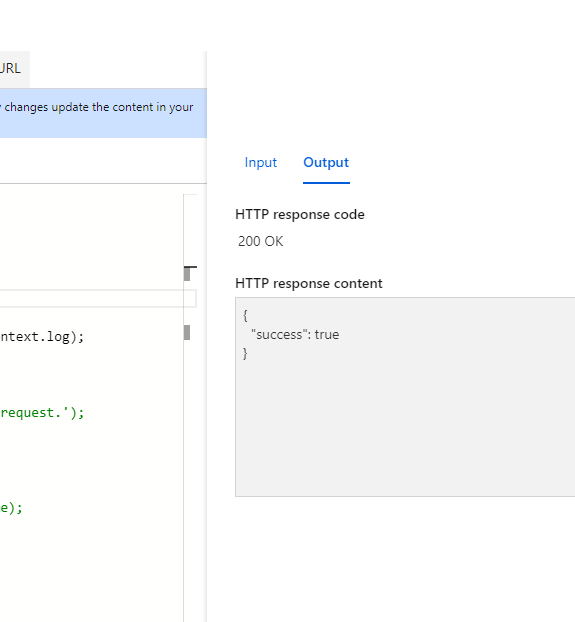 URL
changes update the content in your
Input Output
HTTP response code
200 OK
HTTP response content
{
"success": true
}
ntext.log);
request.');
e);